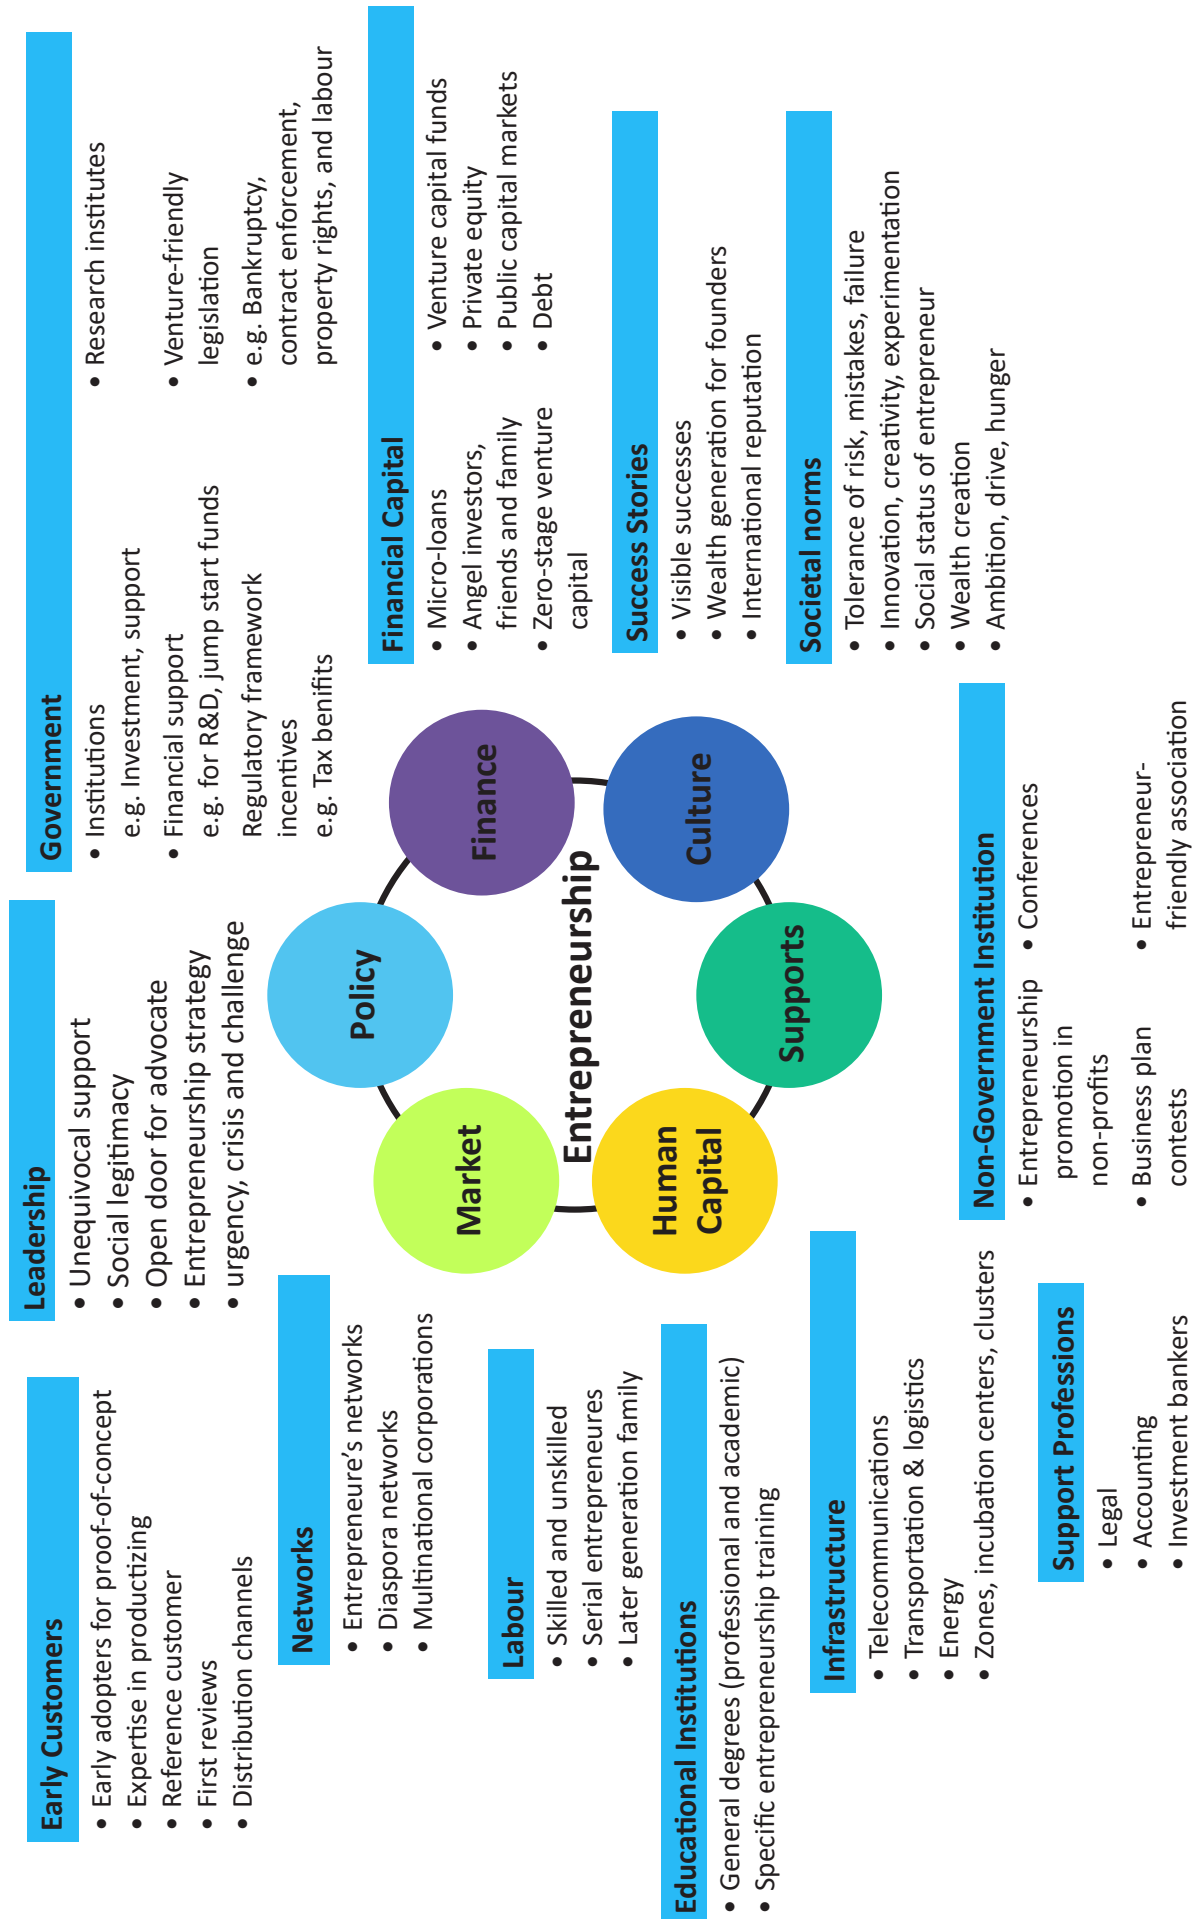 Early Customers
• Early adopters for proof-of-concept
• Expertise in productizing
• Reference customer
• First reviews
• Distribution channels
Leadership
• Unequivocal support
• Social legitimacy
• Open door for advocate
• Entrepreneurship strategy
• urgency, crisis and challenge
Government
• Institutions
e.g. Investment, support
• Financial support
e.g. for R&D, jump start funds
Regulatory framework
incentives
e.g. Tax benifits
• Research institutes
• Venture-friendly
legislation
• e.g. Bankruptcy,
contract enforcement,
property rights, and labour
Networks
• Entrepreneure's networks
• Diaspora networks
• Multinational corporations
Labour
• Skilled and unskilled
• Serial entrepreneures
• Later generation family
Educational Institutions
• General degrees (professional and academic)
• Specific entrepreneurship training
Policy
Market
Finance
Entrepreneurship
Human
Capital
Culture
Supports
Financial Capital
• Micro-loans
• Angel investors,
friends and family
• Zero-stage venture
capital
• Venture capital funds
• Private equity
• Public capital markets
• Debt
Success Stories
• Visible successes
• Wealth generation for founders
• International reputation
Societal norms
• Tolerance of risk, mistakes, failure
• Innovation, creativity, experimentation
• Social status of entrepreneur
• Wealth creation
• Ambition, drive, hunger
Infrastructure
• Telecommunications
• Transportation & logistics
• Energy
• Zones, incubation centers, clusters
Support Professions
• Legal
• Accounting
• Investment bankers
Non-Government Institution
• Entrepreneurship
promotion in
non-profits
• Business plan
contests
• Conferences
• Entrepreneur-
friendly association